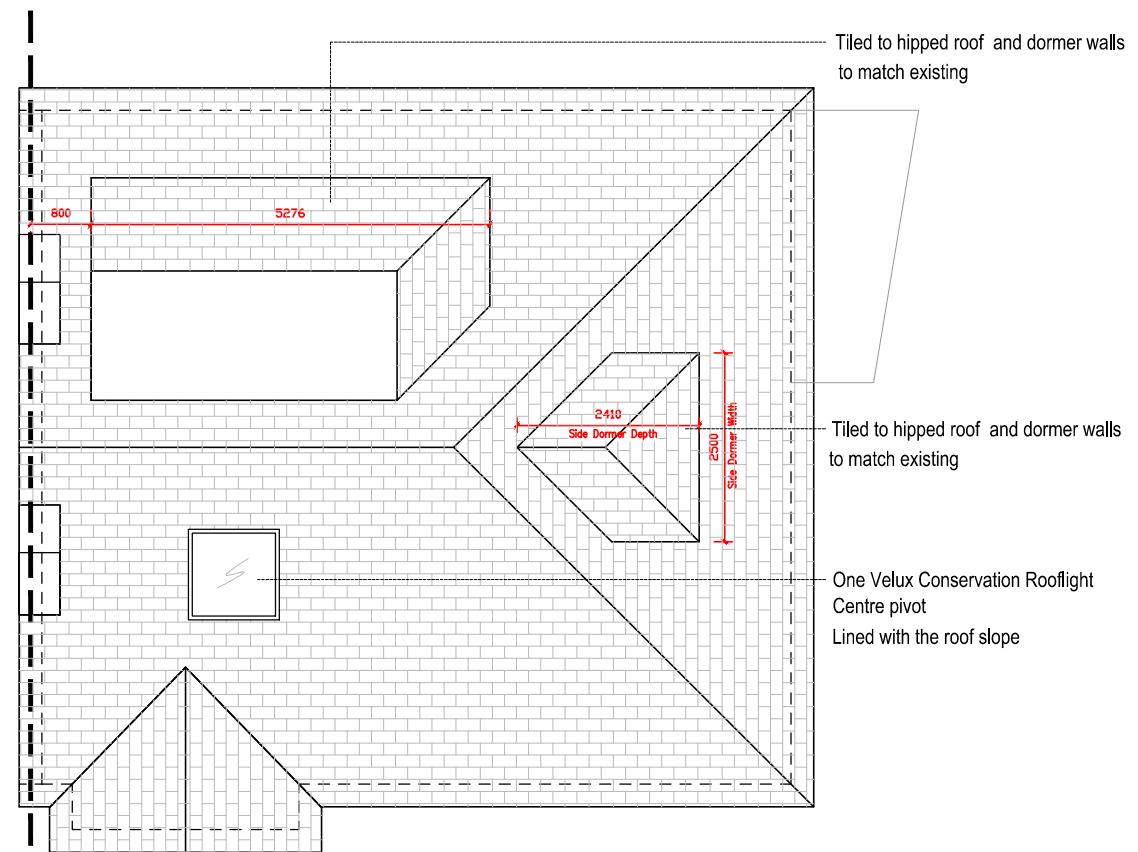 Tiled to hipped roof and dormer walls
to match existing
800
5276
2410
Side Dormer Depth
2500
Side Dormer Width
Tiled to hipped roof and dormer walls
to match existing
One Velux Conservation Rooflight
Centre pivot
Lined with the roof slope